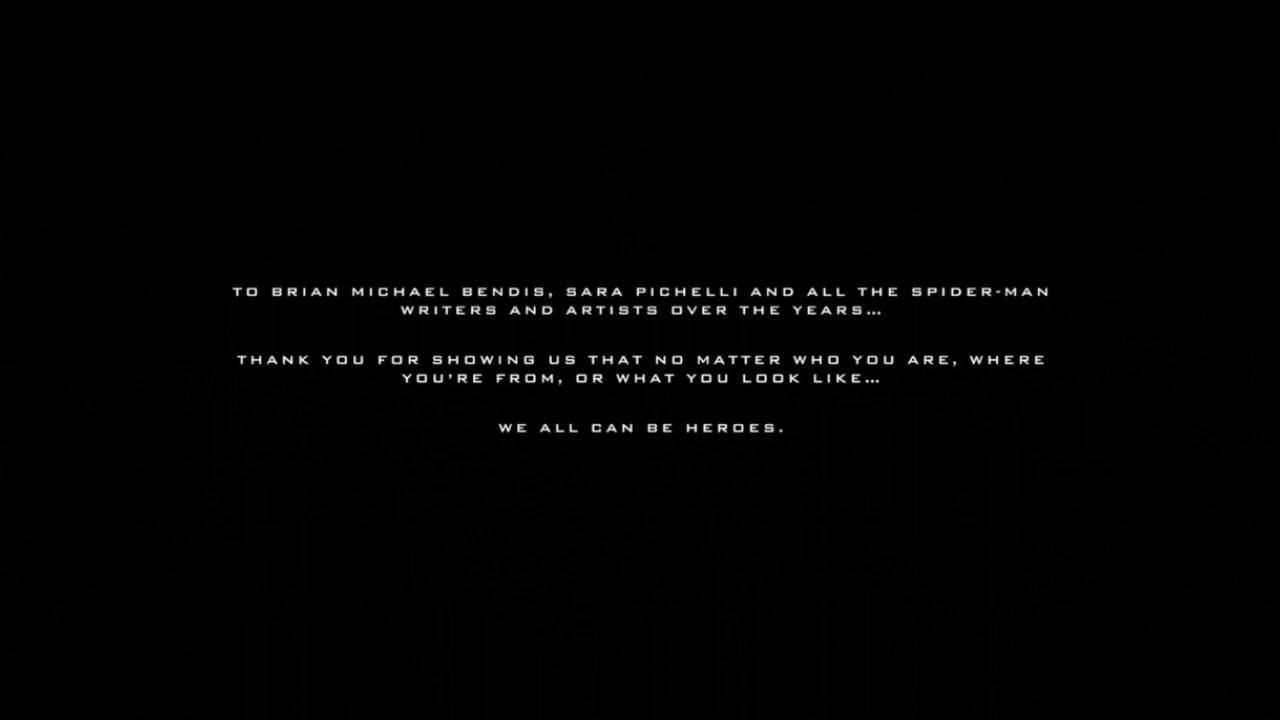 TO BRIAN MICHAEL BENDIS, SARA PICHELLI AND ALL THE SPIDER-MAN
WRITERS AND ARTISTS OVER THE YEARS...
THANK YOU FOR SHOWING US THAT NO MATTER WHO YOU ARE, WHERE
YOU'RE FROM, OR WHAT YOU LOOK LIKE...
WE ALL CAN BE HEROES.